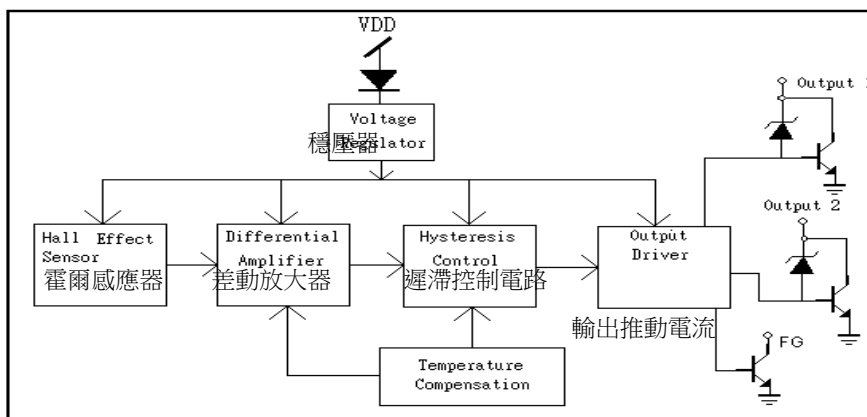 VDD
Output 1
Voltage
Regulator
穩壓器
Output 2
Hall Effect
Sensor
霍爾感應器
Differential
Amplifier
差動放大器
Hysteresis
Control
遲滯控制電路
Output
Driver
輸出推動電流
FG
Temperature
Compensation